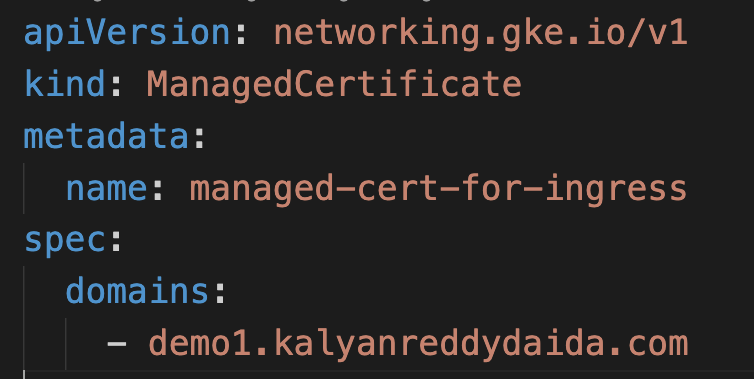 apiVersion: networking.gke.io/v1
kind: ManagedCertificate
metadata:
  name: managed-cert-for-ingress
spec:
  domains:
    - demo1.kalyanreddydaida.com